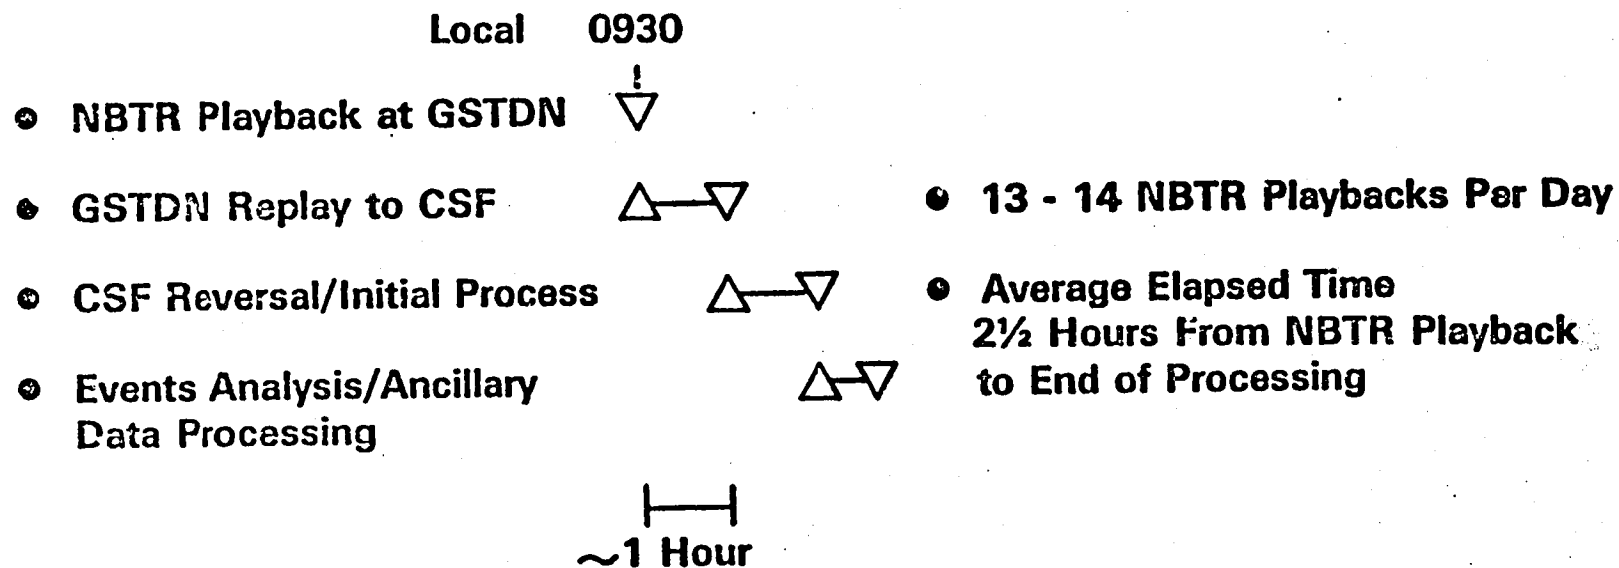 Local 0930
NBTR Playback at GSTDN
GSTDN Replay to CSF
CSF Reversal/Initial Process
Events Analysis/Ancillary
Data Processing
~1 Hour
13 - 14 NBTR Playbacks Per Day
Average Elapsed Time
2½ Hours From NBTR Playback
to End of Processing